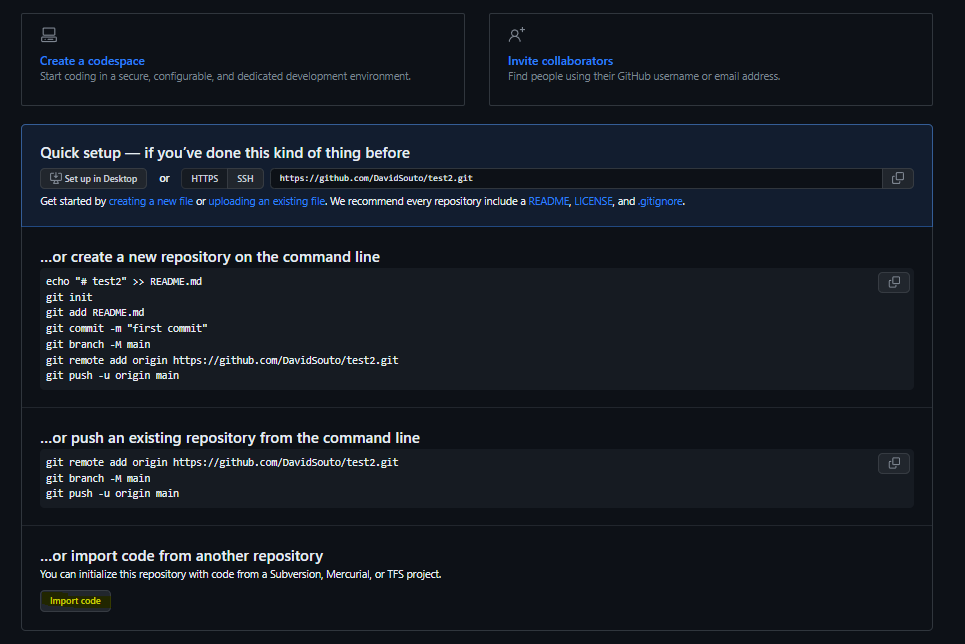 Create a codespace
Start coding in a secure, configurable, and dedicated development environment.
Invite collaborators
Find people using their GitHub username or email address.
Quick setup — if you've done this kind of thing before
Set up in Desktop or HTTPS SSH https://github.com/DavidSouto/test2.git
Get started by creating a new file or uploading an existing file. We recommend every repository include a README, LICENSE, and .gitignore.
...or create a new repository on the command line
echo "# test2" >> README.md
git init
git add README.md
git commit -m "first commit"
git branch -M main
git remote add origin https://github.com/DavidSouto/test2.git
git push -u origin main
...or push an existing repository from the command line
git remote add origin https://github.com/DavidSouto/test2.git
git branch -M main
git push -u origin main
...or import code from another repository
You can initialize this repository with code from a Subversion, Mercurial, or TFS project.
Import code